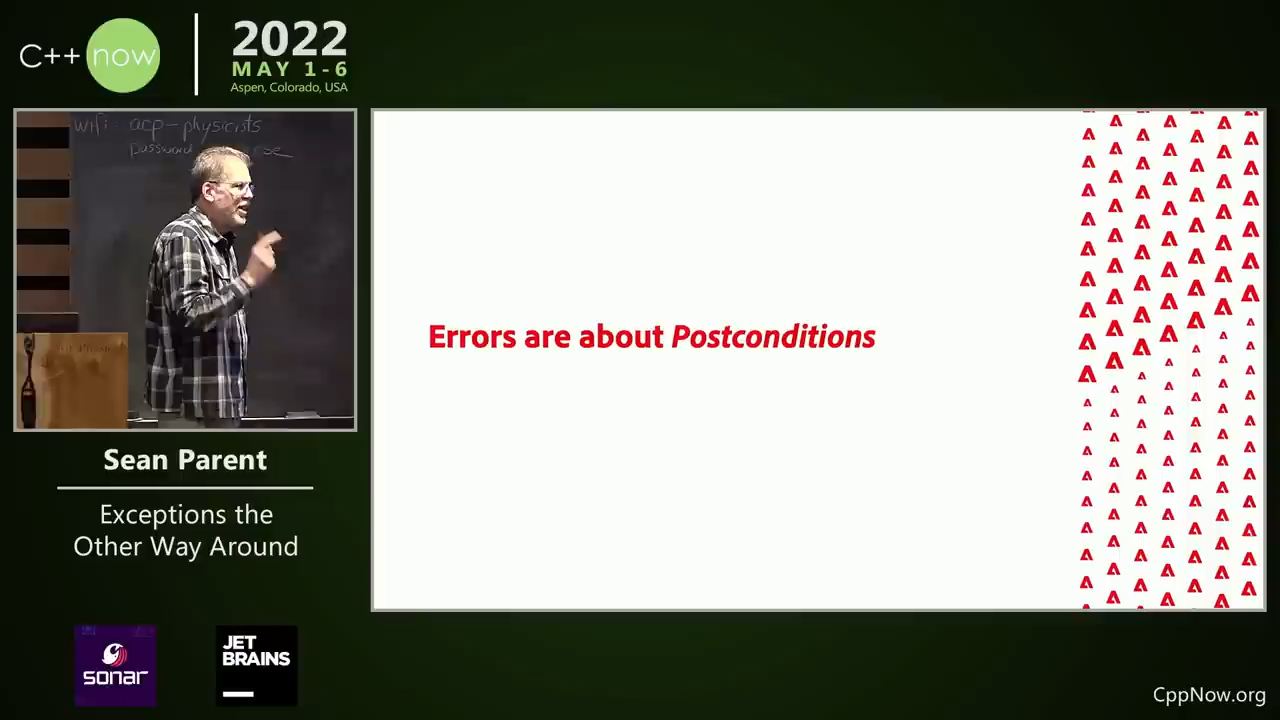 C++ now
2022
MAY 1-6
Aspen, Colorado, USA
wifi: acp-physicists
password
Errors are about Postconditions
Sean Parent
Exceptions the
Other Way Around
sonar
JET
BRAINS
CppNow.org